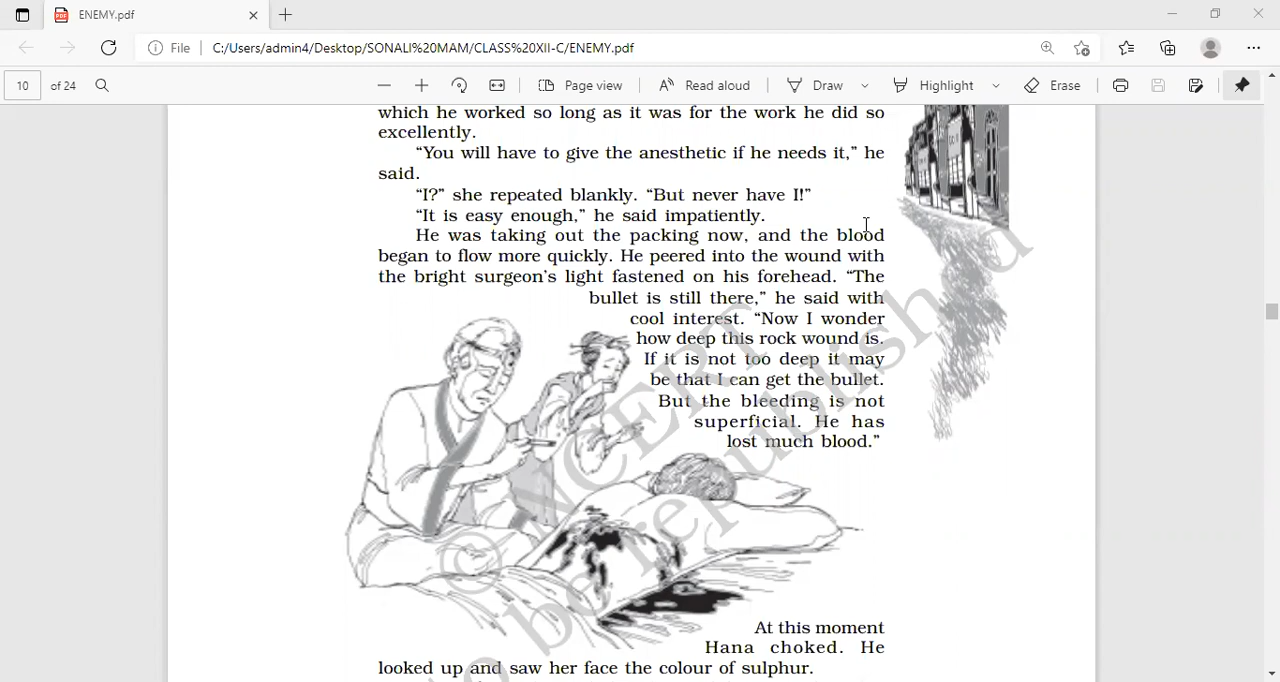 ENEMY.pdf
File
C:/Users/admin4/Desktop/SONALI%20MAM/CLASS%20XII-C/ENEMY.pdf
10 of 24
Page view
Read aloud
Draw
Highlight
Erase
which he worked so long as it was for the work he did so
excellently.
“You will have to give the anesthetic if he needs it,” he
said.
“I?” she repeated blankly. “But never have I!”
“It is easy enough,” he said impatiently.
He was taking out the packing now, and the blood
began to flow more quickly. He peered into the wound with
the bright surgeon’s light fastened on his forehead. “The
bullet is still there,” he said with
cool interest. “Now I wonder
how deep this rock wound is.
If it is not too deep it may
be that I can get the bullet.
But the bleeding is not
superficial. He has
lost much blood.”
At this moment
Hana choked. He
looked up and saw her face the colour of sulphur.
© NCERT
to be republished